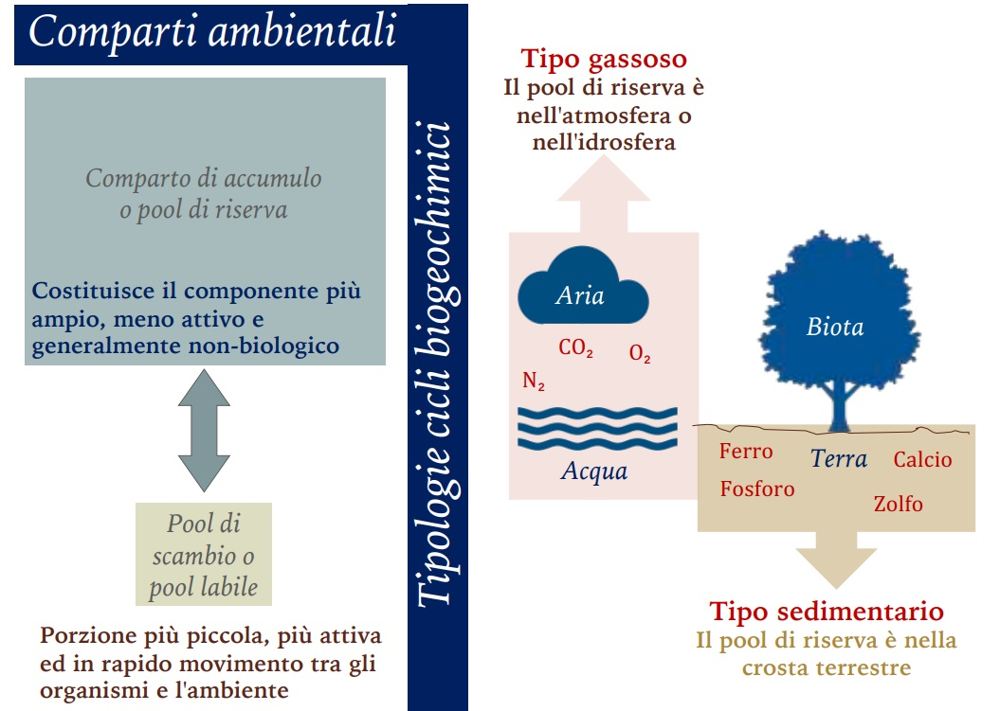 Comparti ambientali
Comparto di accumulo
o pool di riserva
Costituisce il componente più
ampio, meno attivo e
generalmente non-biologico
Pool di
scambio o
pool labile
Porzione più piccola, più attiva
ed in rapido movimento tra gli
organismi e l'ambiente
Tipologie cicli biogeochimici
Tipo gassoso
Il pool di riserva è
nell'atmosfera o
nell'idrosfera
Aria
CO₂
O₂
N₂
Acqua
Biota
Ferro
Terra
Calcio
Fosforo
Zolfo
Tipo sedimentario
Il pool di riserva è nella
crosta terrestre